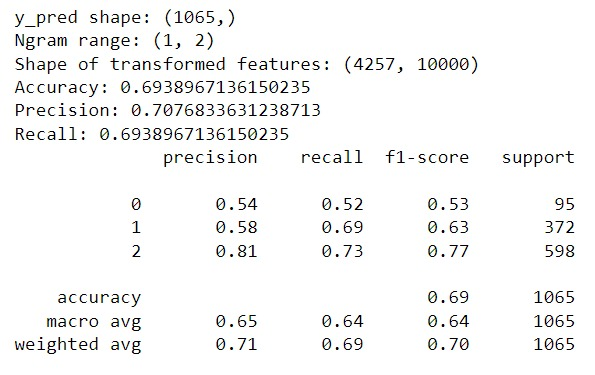 y_pred shape: (1065,)
Ngram range: (1, 2)
Shape of transformed features: (4257, 10000)
Accuracy: 0.6938967136150235
Precision: 0.7076833631238713
Recall: 0.6938967136150235
precision recall f1-score support
0 0.54 0.52 0.53 95
1 0.58 0.69 0.63 372
2 0.81 0.73 0.77 598
accuracy 0.69 1065
macro avg 0.65 0.64 0.64 1065
weighted avg 0.71 0.69 0.70 1065